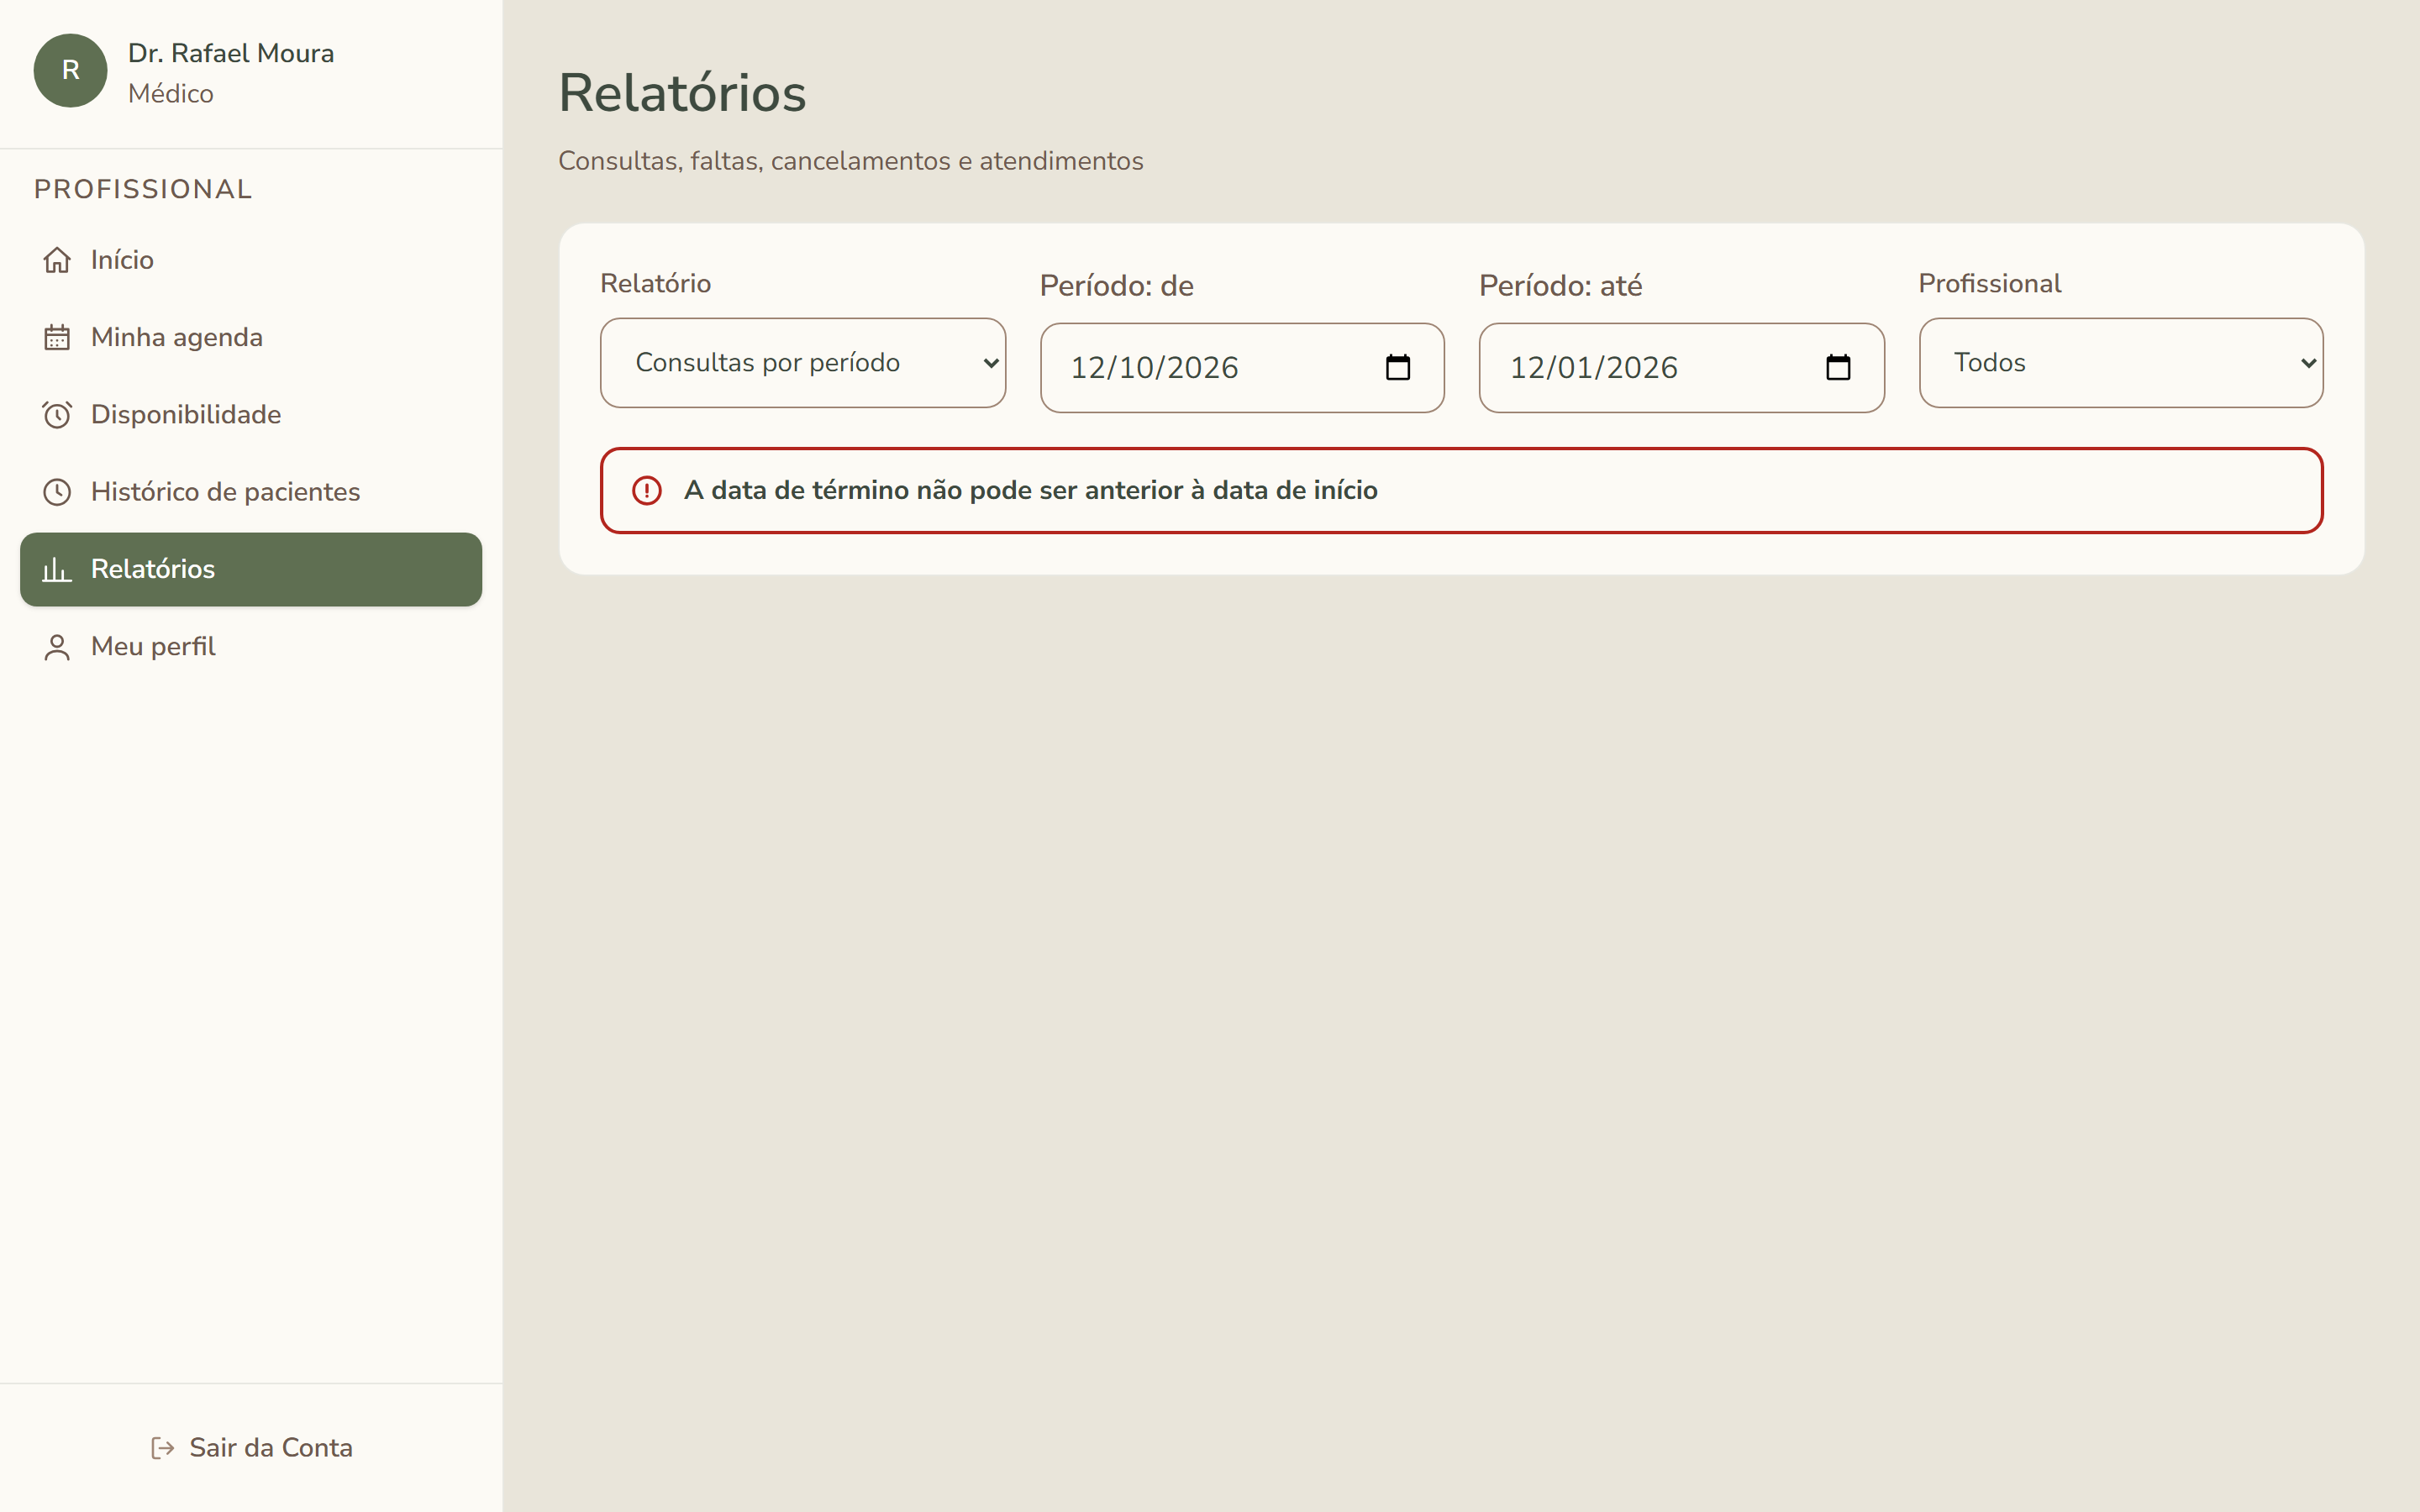 R
Dr. Rafael Moura
Médico
PROFISSIONAL
Início
Minha agenda
Disponibilidade
Histórico de pacientes
Relatórios
Meu perfil
Sair da Conta
Relatórios
Consultas, faltas, cancelamentos e atendimentos
Relatório
Consultas por período
Período: de
12/10/2026
Período: até
12/01/2026
Profissional
Todos
A data de término não pode ser anterior à data de início